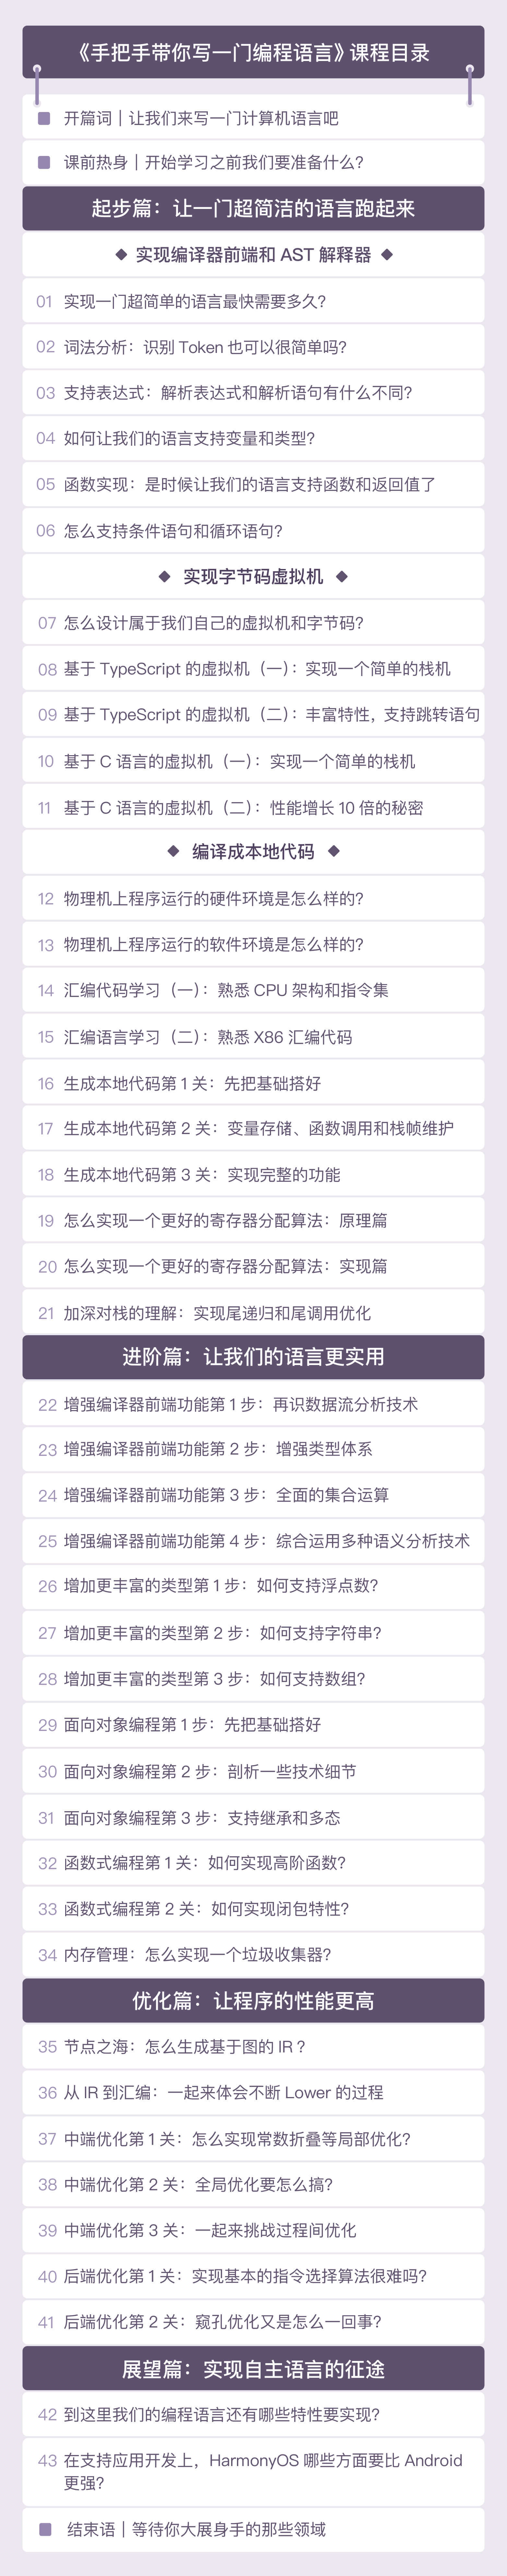 《手把手带你写一门编程语言》课程目录
开篇词｜让我们来写一门计算机语言吧
课前热身｜开始学习之前我们要准备什么？
起步篇：让一门超简洁的语言跑起来
◆ 实现编译器前端和 AST 解释器 ◆
01 实现一门超简单的语言最快需要多久？
02 词法分析：识别 Token 也可以很简单吗？
03 支持表达式：解析表达式和解析语句有什么不同？
04 如何让我们的语言支持变量和类型？
05 函数实现：是时候让我们的语言支持函数和返回值了
06 怎么支持条件语句和循环语句？
◆ 实现字节码虚拟机 ◆
07 怎么设计属于我们自己的虚拟机和字节码？
08 基于 TypeScript 的虚拟机（一）：实现一个简单的栈机
09 基于 TypeScript 的虚拟机（二）：丰富特性，支持跳转语句
10 基于 C 语言的虚拟机（一）：实现一个简单的栈机
11 基于 C 语言的虚拟机（二）：性能增长 10 倍的秘密
◆ 编译成本地代码 ◆
12 物理机上程序运行的硬件环境是怎么样的？
13 物理机上程序运行的软件环境是怎么样的？
14 汇编代码学习（一）：熟悉 CPU 架构和指令集
15 汇编语言学习（二）：熟悉 X86 汇编代码
16 生成本地代码第 1 关：先把基础搭好
17 生成本地代码第 2 关：变量存储、函数调用和栈帧维护
18 生成本地代码第 3 关：实现完整的功能
19 怎么实现一个更好的寄存器分配算法：原理篇
20 怎么实现一个更好的寄存器分配算法：实现篇
21 加深对栈的理解：实现尾递归和尾调用优化
进阶篇：让我们的语言更实用
22 增强编译器前端功能第 1 步：再识数据流分析技术
23 增强编译器前端功能第 2 步：增强类型体系
24 增强编译器前端功能第 3 步：全面的集合运算
25 增强编译器前端功能第 4 步：综合运用多种语义分析技术
26 增加更丰富的类型第 1 步：如何支持浮点数？
27 增加更丰富的类型第 2 步：如何支持字符串？
28 增加更丰富的类型第 3 步：如何支持数组？
29 面向对象编程第 1 步：先把基础搭好
30 面向对象编程第 2 步：剖析一些技术细节
31 面向对象编程第 3 步：支持继承和多态
32 函数式编程第 1 关：如何实现高阶函数？
33 函数式编程第 2 关：如何实现闭包特性？
34 内存管理：怎么实现一个垃圾收集器？
优化篇：让程序的性能更高
35 节点之海：怎么生成基于图的 IR ？
36 从 IR 到汇编：一起来体会不断 Lower 的过程
37 中端优化第 1 关：怎么实现常数折叠等局部优化？
38 中端优化第 2 关：全局优化要怎么搞？
39 中端优化第 3 关：一起来挑战过程间优化
40 后端优化第 1 关：实现基本的指令选择算法很难吗？
41 后端优化第 2 关：窥孔优化又是怎么一回事？
展望篇：实现自主语言的征途
42 到这里我们的编程语言还有哪些特性要实现？
43 在支持应用开发上，HarmonyOS 哪些方面要比 Android
更强？
结束语｜等待你大展身手的那些领域